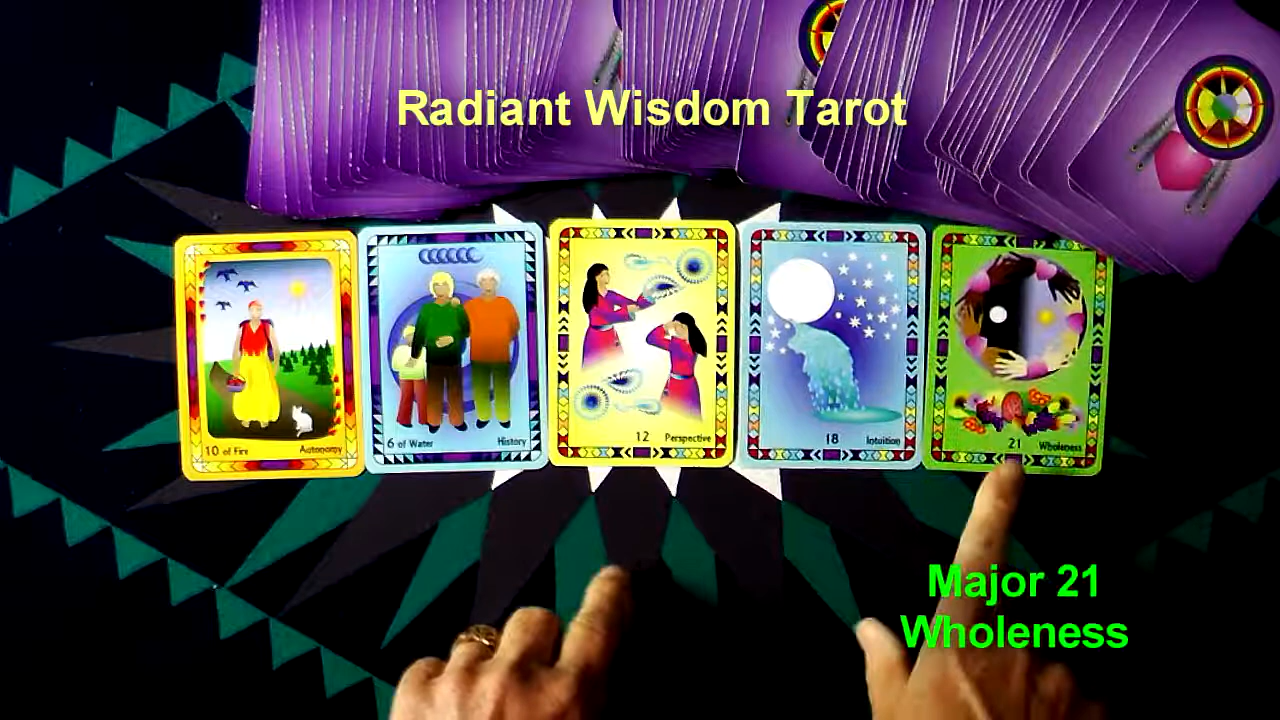 Radiant Wisdom Tarot
10 of Fire Autonomy
6 of Water History
12 Perspective
18 Intuition
21 Wholeness
Major 21
Wholeness